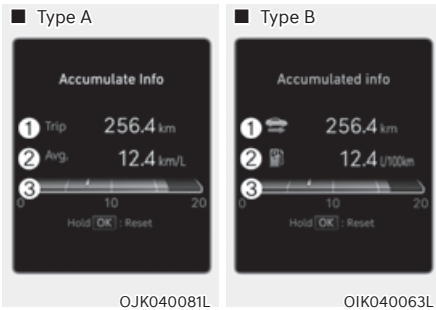 ■ Type A
Accumulate Info
① Trip 256.4 km
② Avg. 12.4 km/L
③
0 10 20
Hold OK : Reset
OJK040081L
■ Type B
Accumulated info
① 256.4 km
② 12.4 L/100km
③
0 10 20
Hold OK : Reset
OIK040063L